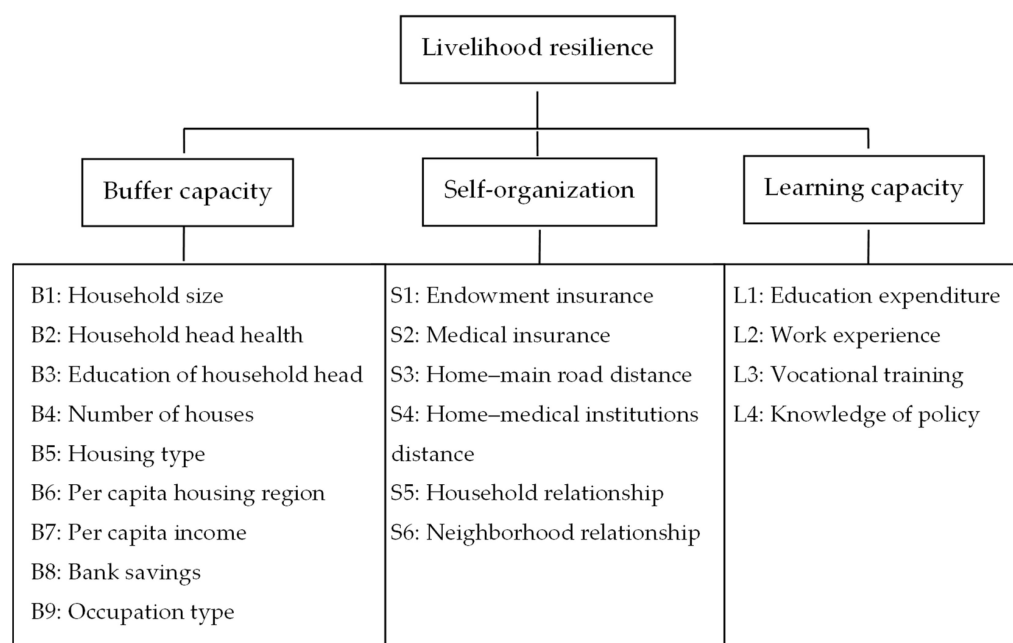 Livelihood resilience
Buffer capacity
Self-organization
Learning capacity
B1: Household size
B2: Household head health
B3: Education of household head
B4: Number of houses
B5: Housing type
B6: Per capita housing region
B7: Per capita income
B8: Bank savings
B9: Occupation type
S1: Endowment insurance
S2: Medical insurance
S3: Home–main road distance
S4: Home–medical institutions
distance
S5: Household relationship
S6: Neighborhood relationship
L1: Education expenditure
L2: Work experience
L3: Vocational training
L4: Knowledge of policy